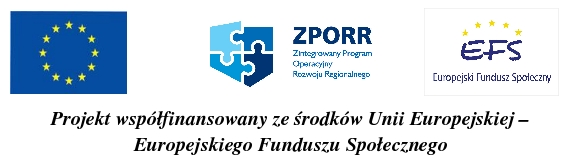 ZPORR
Zintegrowany Program
Operacyjny
Rozwoju Regionalnego
EFS
Europejski Fundusz Społeczny
Projekt współfinansowany ze środków Unii Europejskiej –
Europejskiego Funduszu Społecznego